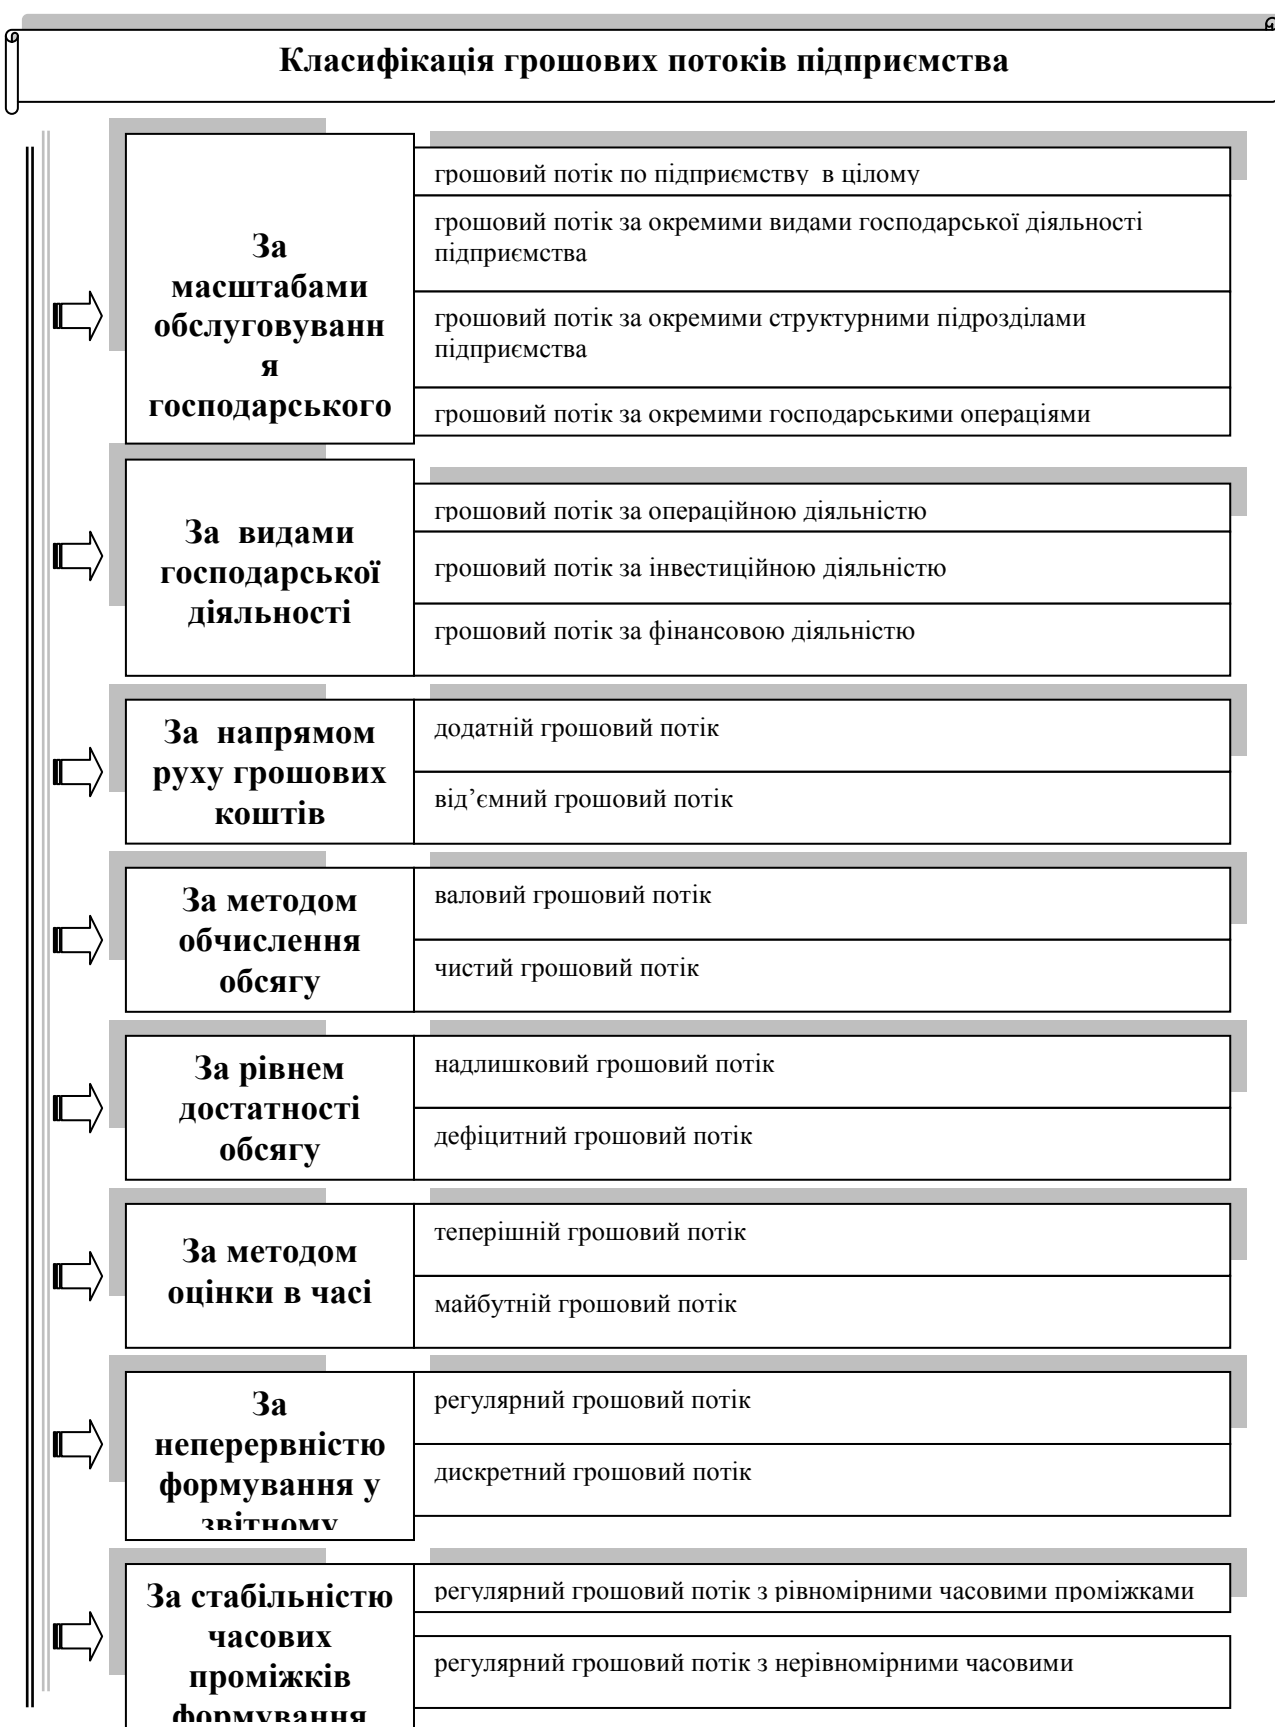 Класифікація грошових потоків підприємства
За
масштабами
обслуговуванн
я
господарського
грошовий потік по підприємству в цілому
грошовий потік за окремими видами господарської діяльності
підприємства
грошовий потік за окремими структурними підрозділами
підприємства
грошовий потік за окремими господарськими операціями
За видами
господарської
діяльності
грошовий потік за операційною діяльністю
грошовий потік за інвестиційною діяльністю
грошовий потік за фінансовою діяльністю
За напрямом
руху грошових
коштів
додатній грошовий потік
від’ємний грошовий потік
За методом
обчислення
обсягу
валовий грошовий потік
чистий грошовий потік
За рівнем
достатності
обсягу
надлишковий грошовий потік
дефіцитний грошовий потік
За методом
оцінки в часі
теперішній грошовий потік
майбутній грошовий потік
За
неперервністю
формування у
звітному
регулярний грошовий потік
дискретний грошовий потік
За стабільністю
часових
проміжків
формування
регулярний грошовий потік з рівномірними часовими проміжками
регулярний грошовий потік з нерівномірними часовими